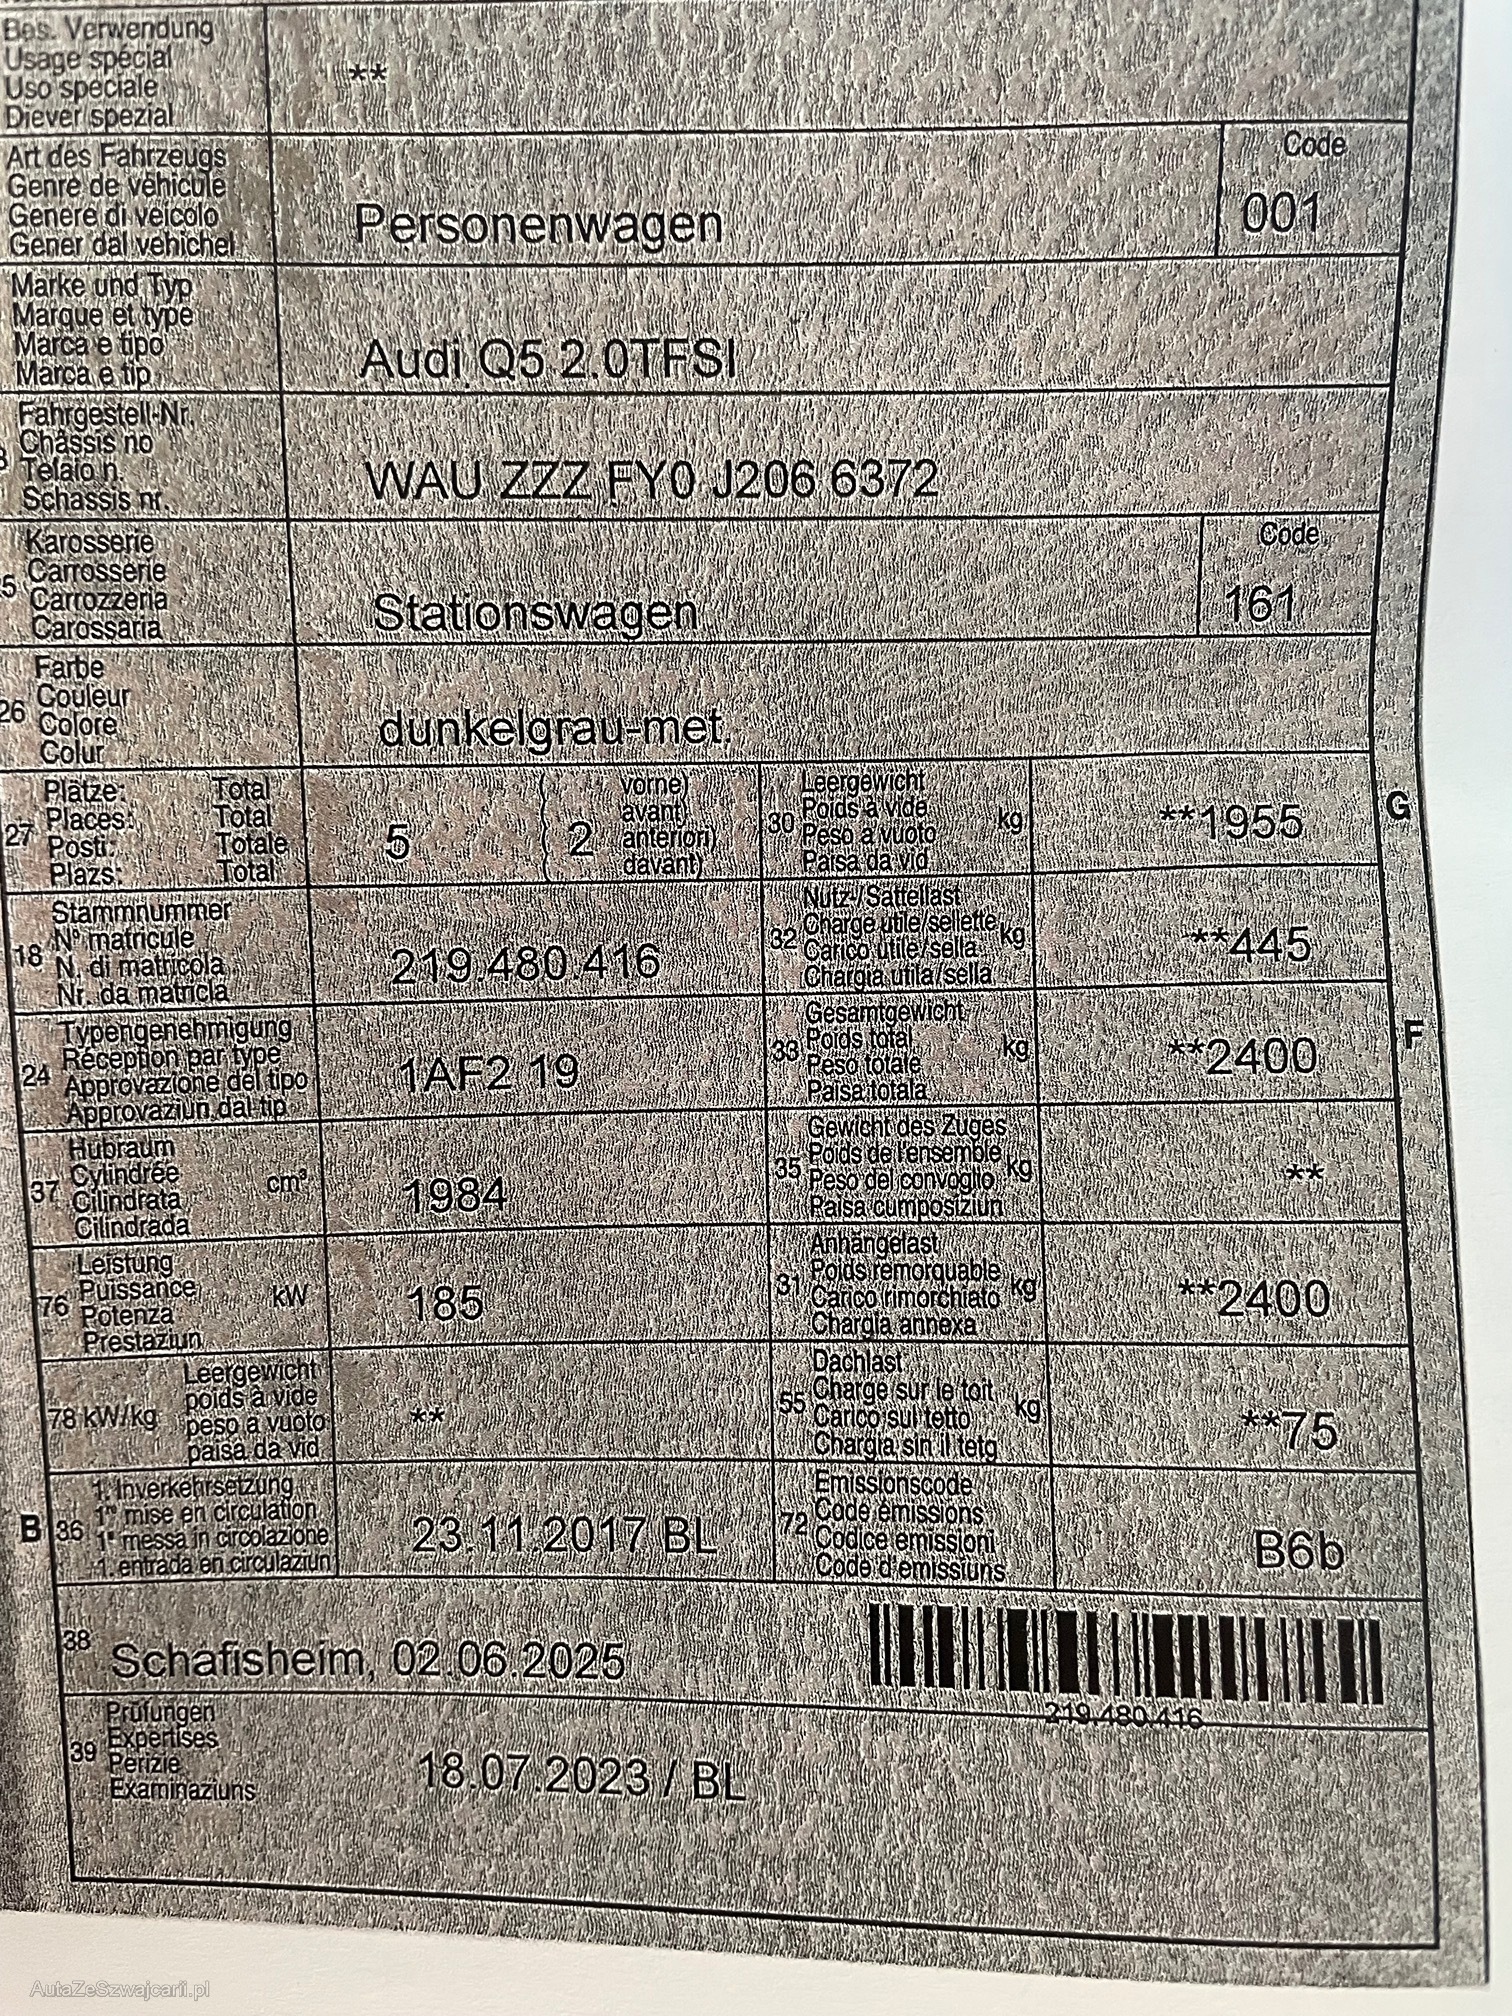 Bes. Verwendung
Usage spécial
Uso speciale
Diever spezial
**
Art des Fahrzeugs
Genre de véhicule
Genere di veicolo
Gener dal vehichel
Personenwagen
Code
001
Marke und Typ
Marque et type
Marca e tipo
Marca e tip
Audi Q5 2.0TFSI
Fahrgestell-Nr.
Châssis no
Telaio n.
Schassis nr.
WAU ZZZ FY0 J206 6372
Karosserie
Carrosserie
Carrozzeria
Carossaria
Stationswagen
Code
161
26
Farbe
Couleur
Colore
Colur
dunkelgrau-met.
27
Plätze: Total
Places: Total
Posti: Totale
Plazs: Total
5 ( 2
vorne)
avant)
anteriori)
davant)
30
Leergewicht
Poids à vide
Peso a vuoto
Paisa da vid
kg
**1955
G
18
Stammnummer
N° matricule
N. di matricola
Nr. da matricla
219.480.416
32
Nutz-/Sattellast
Charge utile/sellette
Carico utile/sella
Chargia utila/sella
kg
**445
24
Typengenehmigung
Réception par type
Approvazione del tipo
Approvaziun dal tip
1AF2 19
33
Gesamtgewicht
Poids total
Peso totale
Paisa totala
kg
**2400
F
37
Hubraum
Cylindrée
Cilindrata
Cilindrada
cm³
1984
35
Gewicht des Zuges
Poids de l'ensemble
Peso del convoglio
Paisa cumposiziun
kg
**
76
Leistung
Puissance
Potenza
Prestaziun
kW
185
31
Anhängelast
Poids remorquable
Carico rimorchiato
Chargia annexa
kg
**2400
78 kW/kg
Leergewicht
poids à vide
peso a vuoto
paisa da vid
**
55
Dachlast
Charge sur le toit
Carico sul tetto
Chargia sin il tetg
kg
**75
B 36
1. Inverkehrsetzung
1re mise en circulation
1a messa in circolazione
1. entrada en circulaziun
23.11.2017 BL
72
Emissionscode
Code émissions
Codice emissioni
Code d'emissiuns
B6b
38
Schafisheim, 02.06.2025
219.480.416
39
Prüfungen
Expertises
Perizie
Examinaziuns
18.07.2023 / BL
AutaZeSzwajcarii.pl